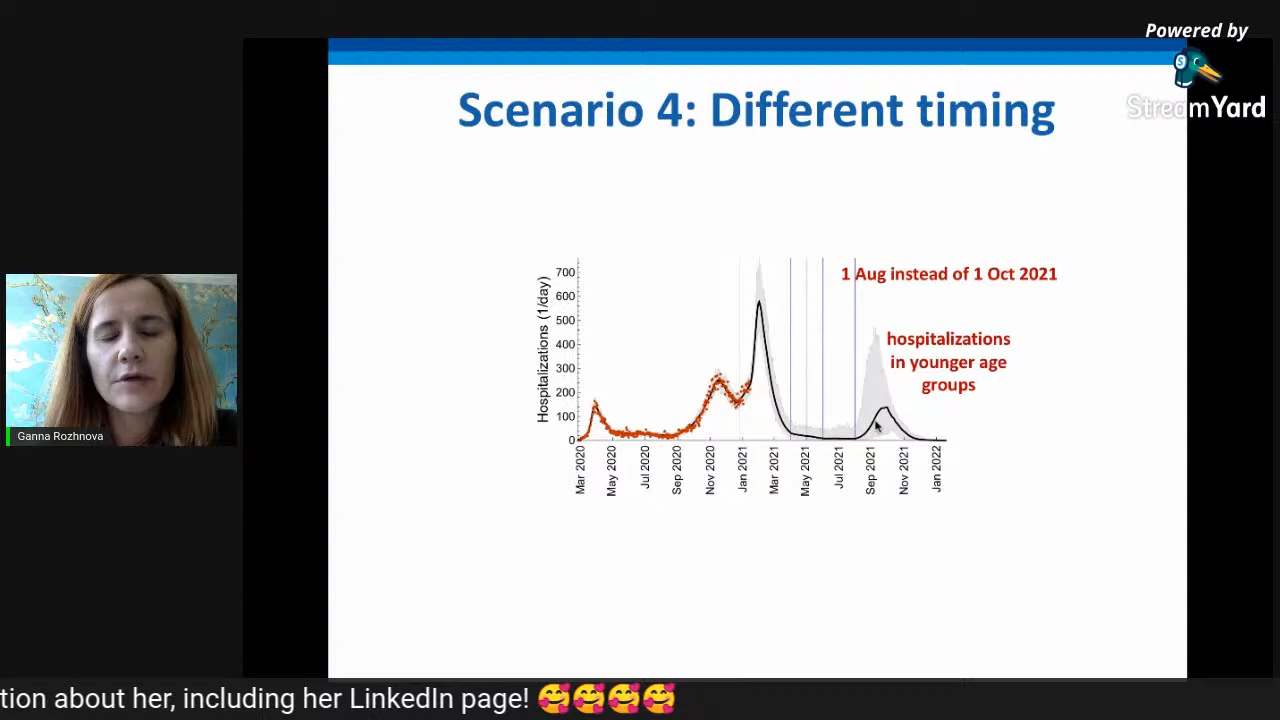 Powered by
StreamYard
Scenario 4: Different timing
1 Aug instead of 1 Oct 2021
hospitalizations
in younger age
groups
Hospitalizations (1/day)
700
600
500
400
300
200
100
0
Mar 2020
May 2020
Jul 2020
Sep 2020
Nov 2020
Jan 2021
Mar 2021
May 2021
Jul 2021
Sep 2021
Nov 2021
Jan 2022
Ganna Rozhnova
tion about her, including her LinkedIn page! 🥰🥰🥰🥰